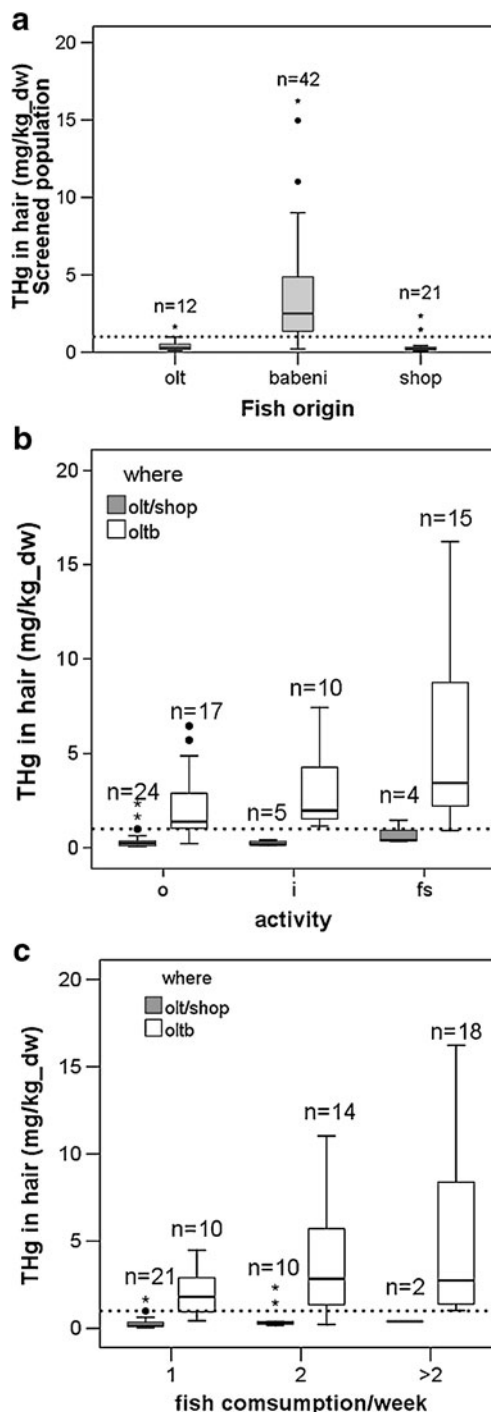 a
THg in hair (mg/kg_dw)
Screened population
20
15
10
5
0
n=12
n=42
n=21
olt babeni shop
Fish origin
b
THg in hair (mg/kg_dw)
20
15
10
5
0
where
olt/shop
oltb
n=24
n=17
n=5
n=10
n=4
n=15
o i fs
activity
c
THg in hair (mg/kg_dw)
20
15
10
5
0
where
olt/shop
oltb
n=21
n=10
n=10
n=14
n=2
n=18
1 2 >2
fish comsumption/week